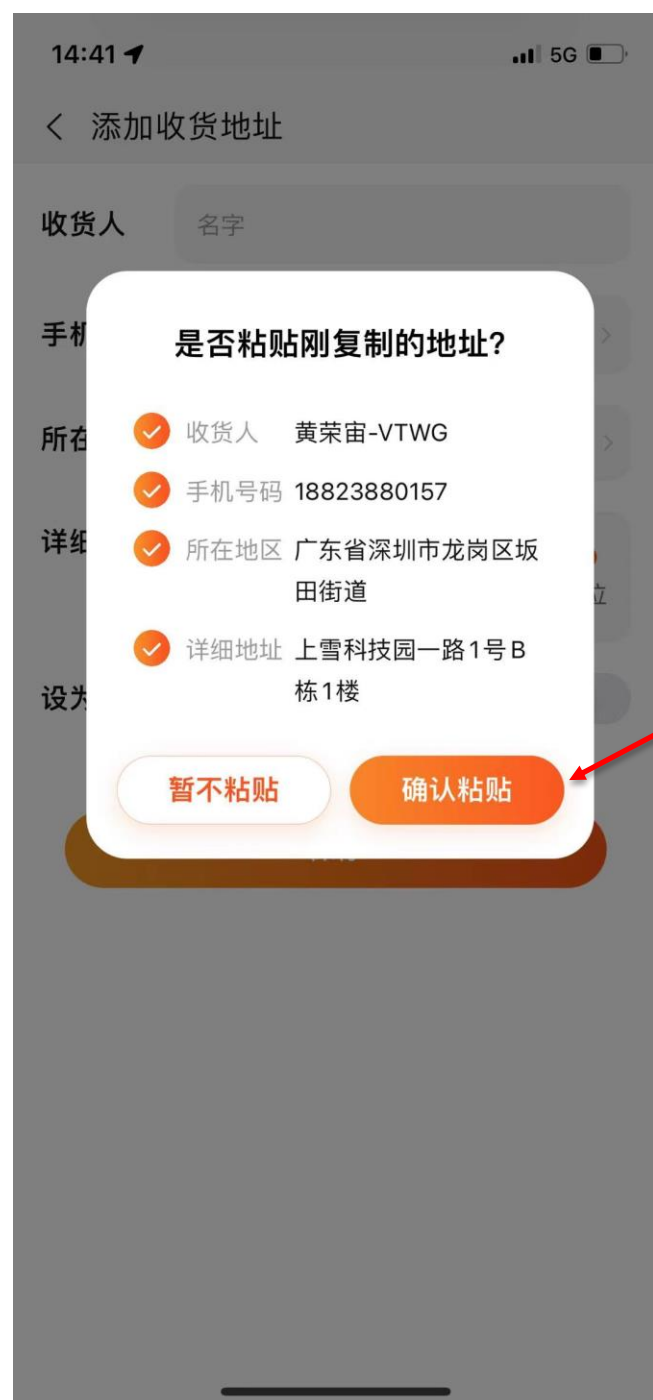 14:41
5G
添加收货地址
收货人 名字
手机
是否粘贴刚复制的地址?
所在
收货人 黄荣宙-VTWG
手机号码 18823880157
详细
所在地区 广东省深圳市龙岗区坂
田街道
位
详细地址 上雪科技园一路1号B
栋1楼
设为
暂不粘贴 确认粘贴